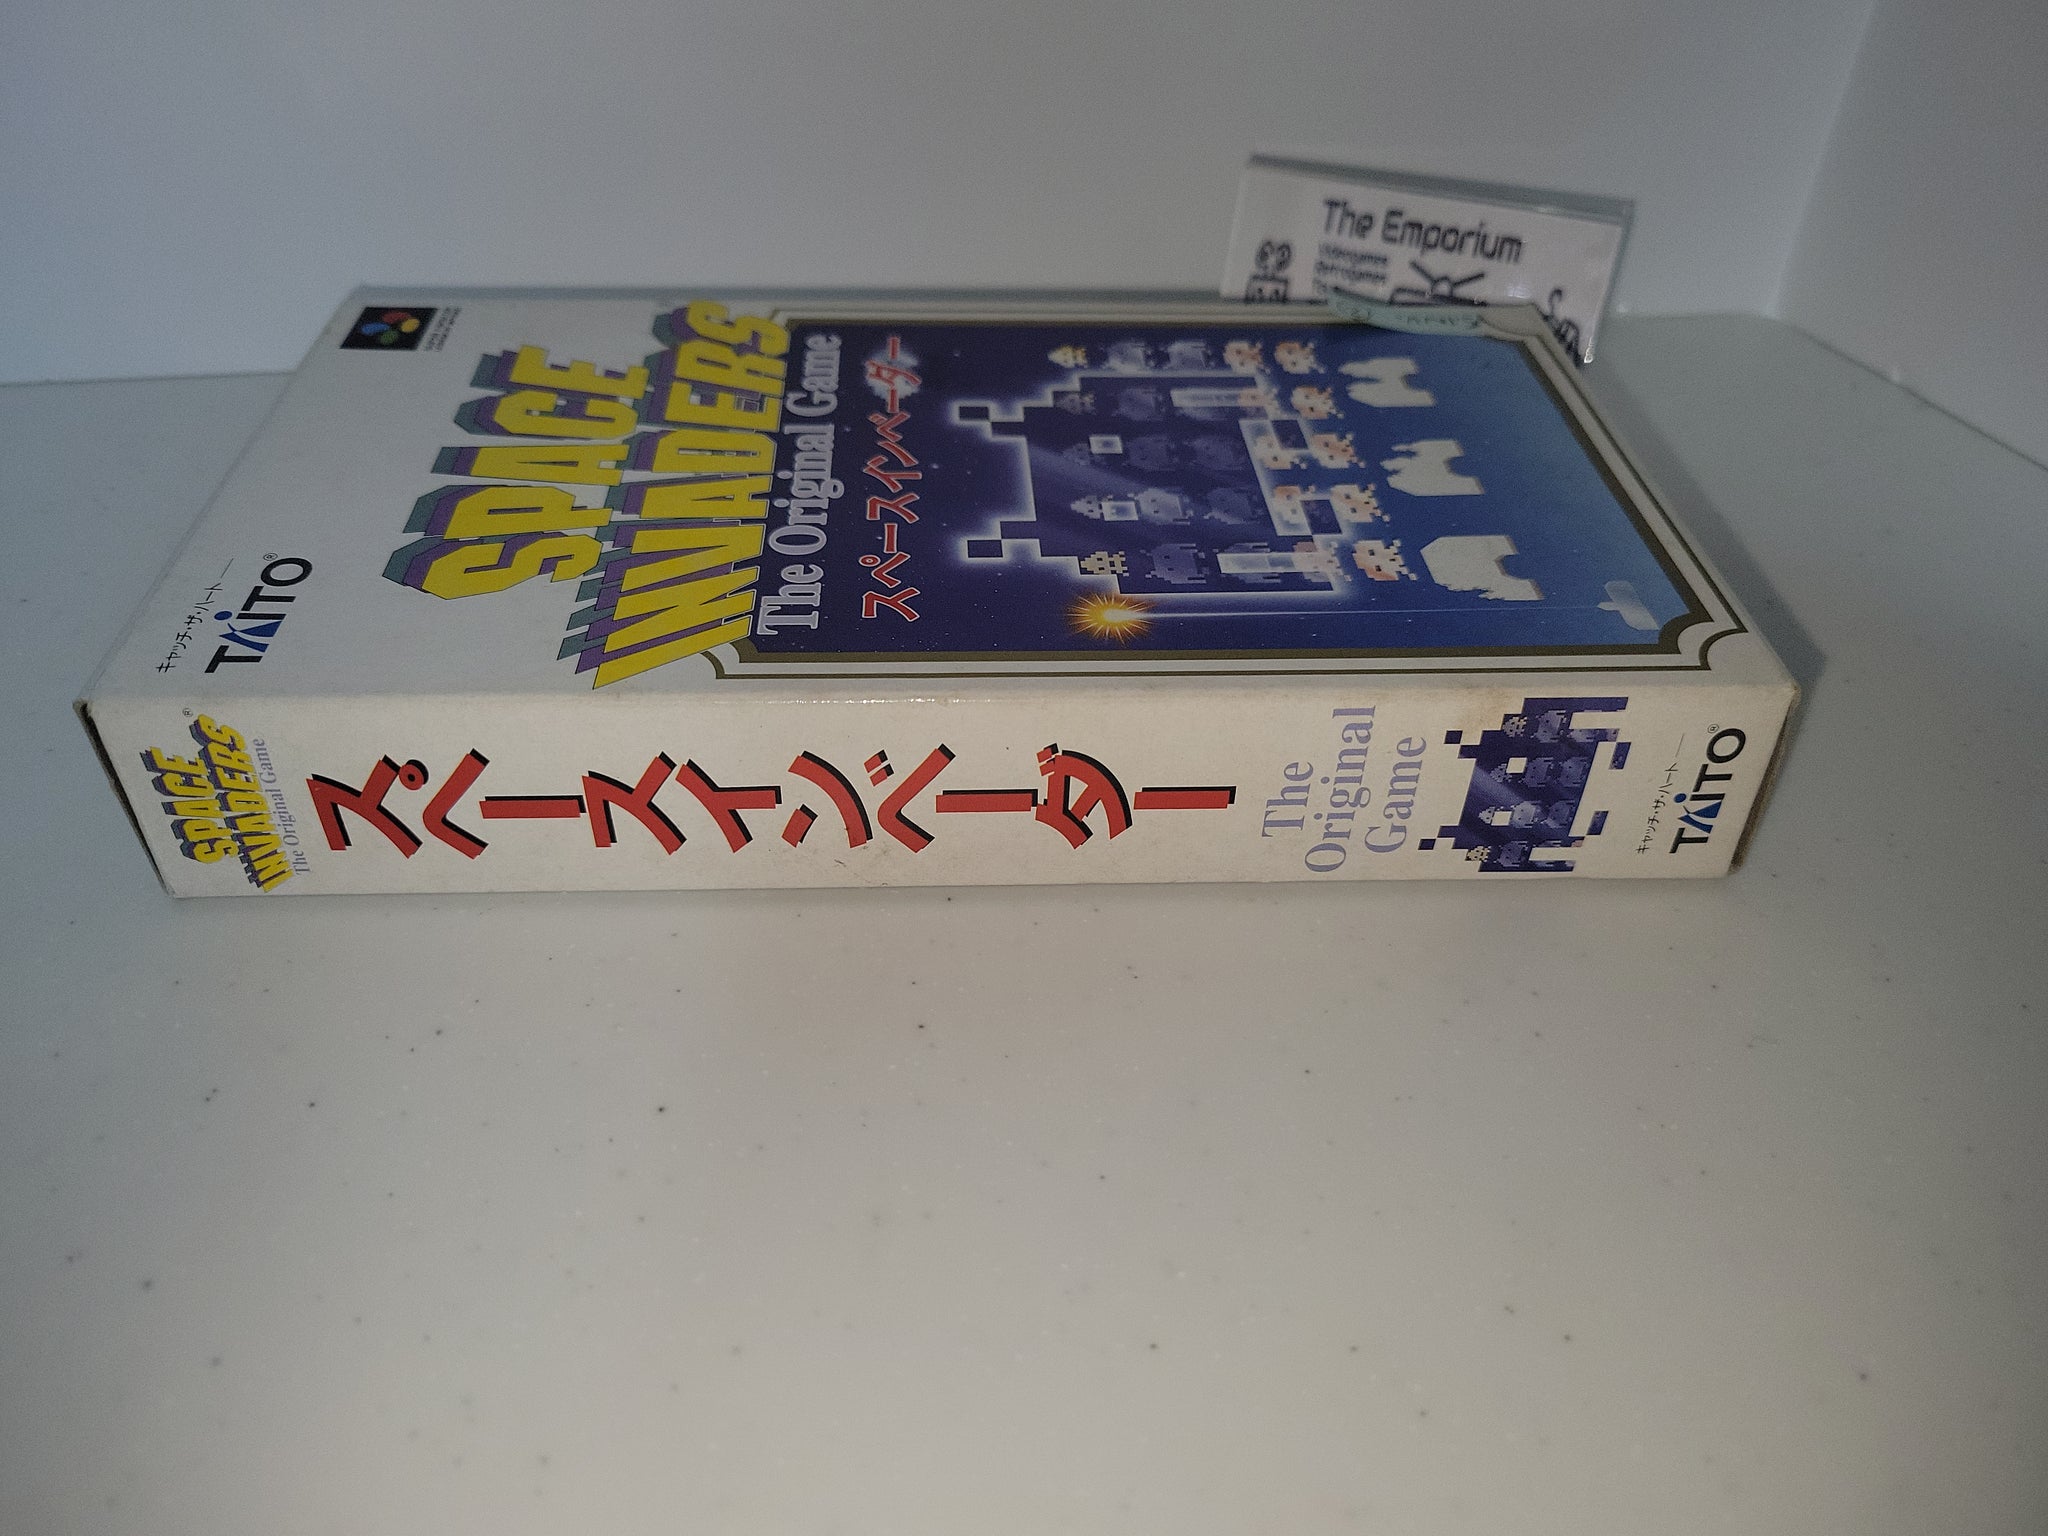 The Emporium
SPACE
INVADERS
The Original Game
スペースインベーダー
キャッチ・ザ・ハート
TAITO®
SPACE
INVADERS®
The Original Game
スペースインベーダー
The
Original
Game
キャッチ・ザ・ハート
TAITO®